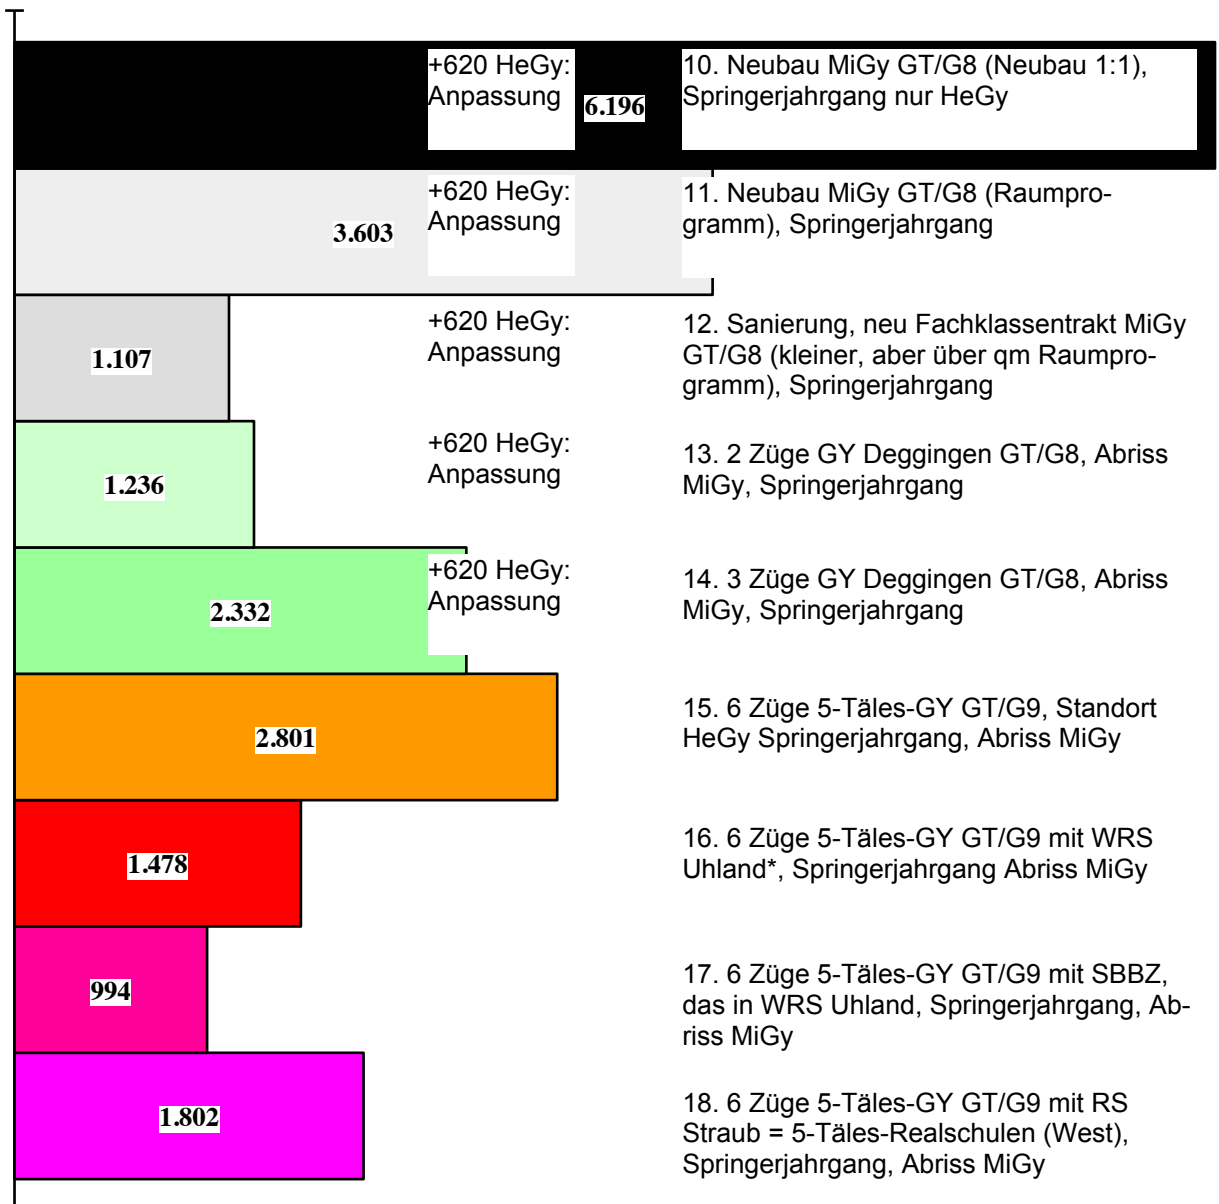 +620 HeGy:
Anpassung
6.196
10. Neubau MiGy GT/G8 (Neubau 1:1),
Springerjahrgang nur HeGy
+620 HeGy:
Anpassung
3.603
11. Neubau MiGy GT/G8 (Raumpro-
gramm), Springerjahrgang
+620 HeGy:
Anpassung
1.107
12. Sanierung, neu Fachklassentrakt MiGy
GT/G8 (kleiner, aber über qm Raumpro-
gramm), Springerjahrgang
+620 HeGy:
Anpassung
1.236
13. 2 Züge GY Deggingen GT/G8, Abriss
MiGy, Springerjahrgang
+620 HeGy:
Anpassung
2.332
14. 3 Züge GY Deggingen GT/G8, Abriss
MiGy, Springerjahrgang
2.801
15. 6 Züge 5-Täles-GY GT/G9, Standort
HeGy Springerjahrgang, Abriss MiGy
1.478
16. 6 Züge 5-Täles-GY GT/G9 mit WRS
Uhland*, Springerjahrgang Abriss MiGy
994
17. 6 Züge 5-Täles-GY GT/G9 mit SBBZ,
das in WRS Uhland, Springerjahrgang, Ab-
riss MiGy
1.802
18. 6 Züge 5-Täles-GY GT/G9 mit RS
Straub = 5-Täles-Realschulen (West),
Springerjahrgang, Abriss MiGy